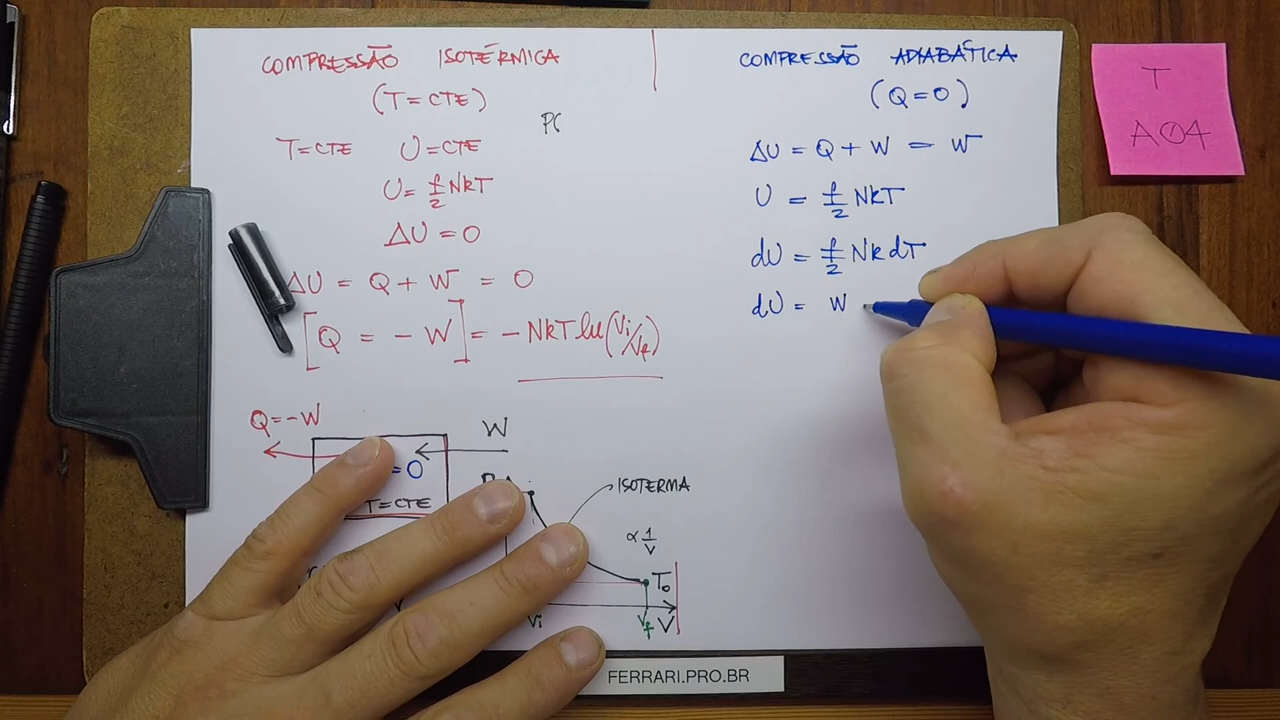 COMPRESSÃO ISOTÉRMICA
(T = CTE)
PC
T = CTE U = CTE
U = f/2 NkT
ΔU = 0
ΔU = Q + W = 0
[Q = - W] = - NkT ln(Vi/Vf)
Q = -W
W
= 0
T = CTE
ISOTERMA
∝ 1/V
T₀
Vi
Vf
V
COMPRESSÃO ADIABÁTICA
(Q = 0)
ΔU = Q + W = W
U = f/2 NkT
dU = f/2 Nk dT
dU = W
T
A04
FERRARI.PRO.BR